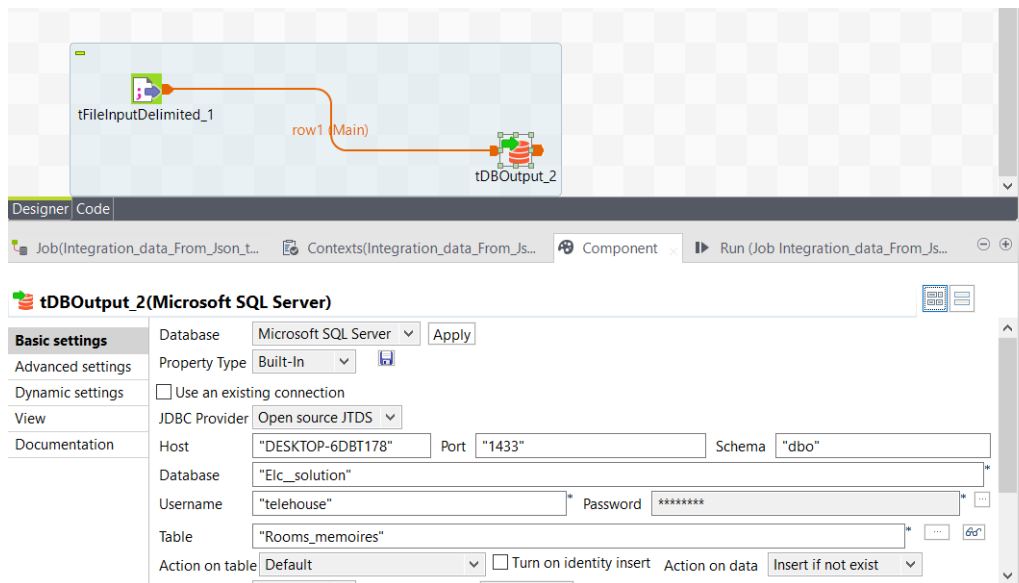 tFileInputDelimited_1
row1 (Main)
tDBOutput_2
Designer Code
Job(Integration_data_From_Json_t... Contexts(Integration_data_From_Js... Component Run (Job Integration_data_From_Js...
tDBOutput_2(Microsoft SQL Server)
Basic settings
Advanced settings
Dynamic settings
View
Documentation
Database Microsoft SQL Server Apply
Property Type Built-In
Use an existing connection
JDBC Provider Open source JTDS
Host "DESKTOP-6DBT178" Port "1433" Schema "dbo"
Database "Elc__solution" *
Username "telehouse" * Password ******** * ...
Table "Rooms_memoires" * ...
Action on table Default Turn on identity insert Action on data Insert if not exist